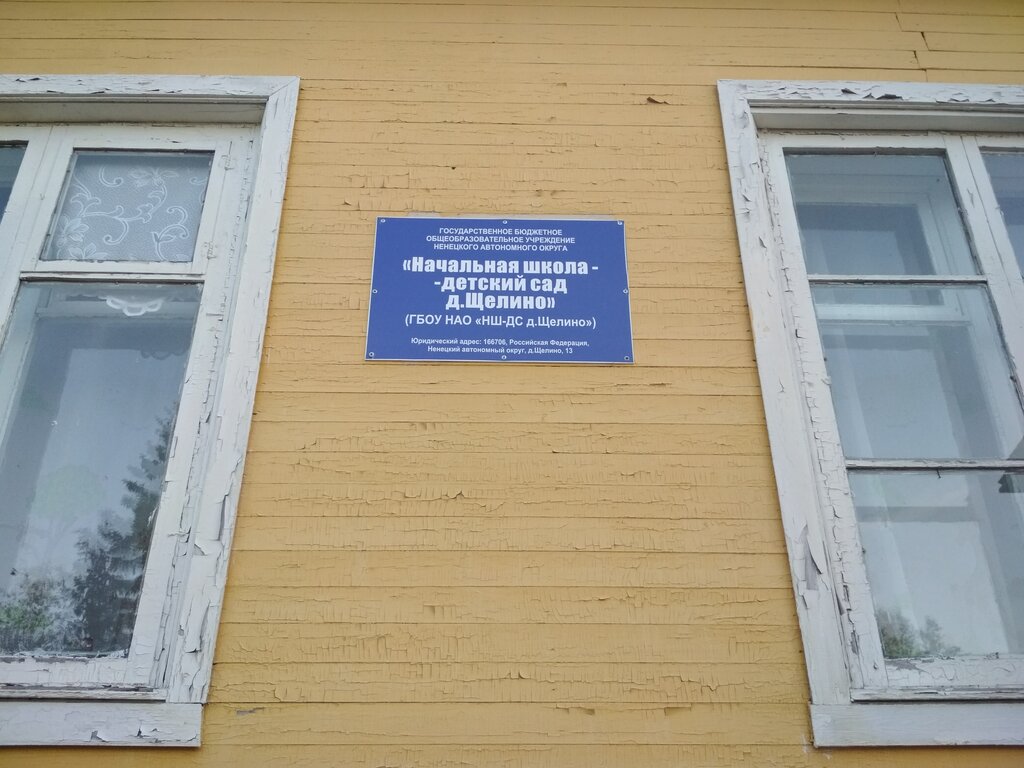 ГОСУДАРСТВЕННОЕ БЮДЖЕТНОЕ
ОБЩЕОБРАЗОВАТЕЛЬНОЕ УЧРЕЖДЕНИЕ
НЕНЕЦКОГО АВТОНОМНОГО ОКРУГА
«Начальная школа -
-детский сад
д.Щелино»
(ГБОУ НАО «НШ-ДС д.Щелино»)
Юридический адрес: 166706, Российская Федерация,
Ненецкий автономный округ, д.Щелино, 13